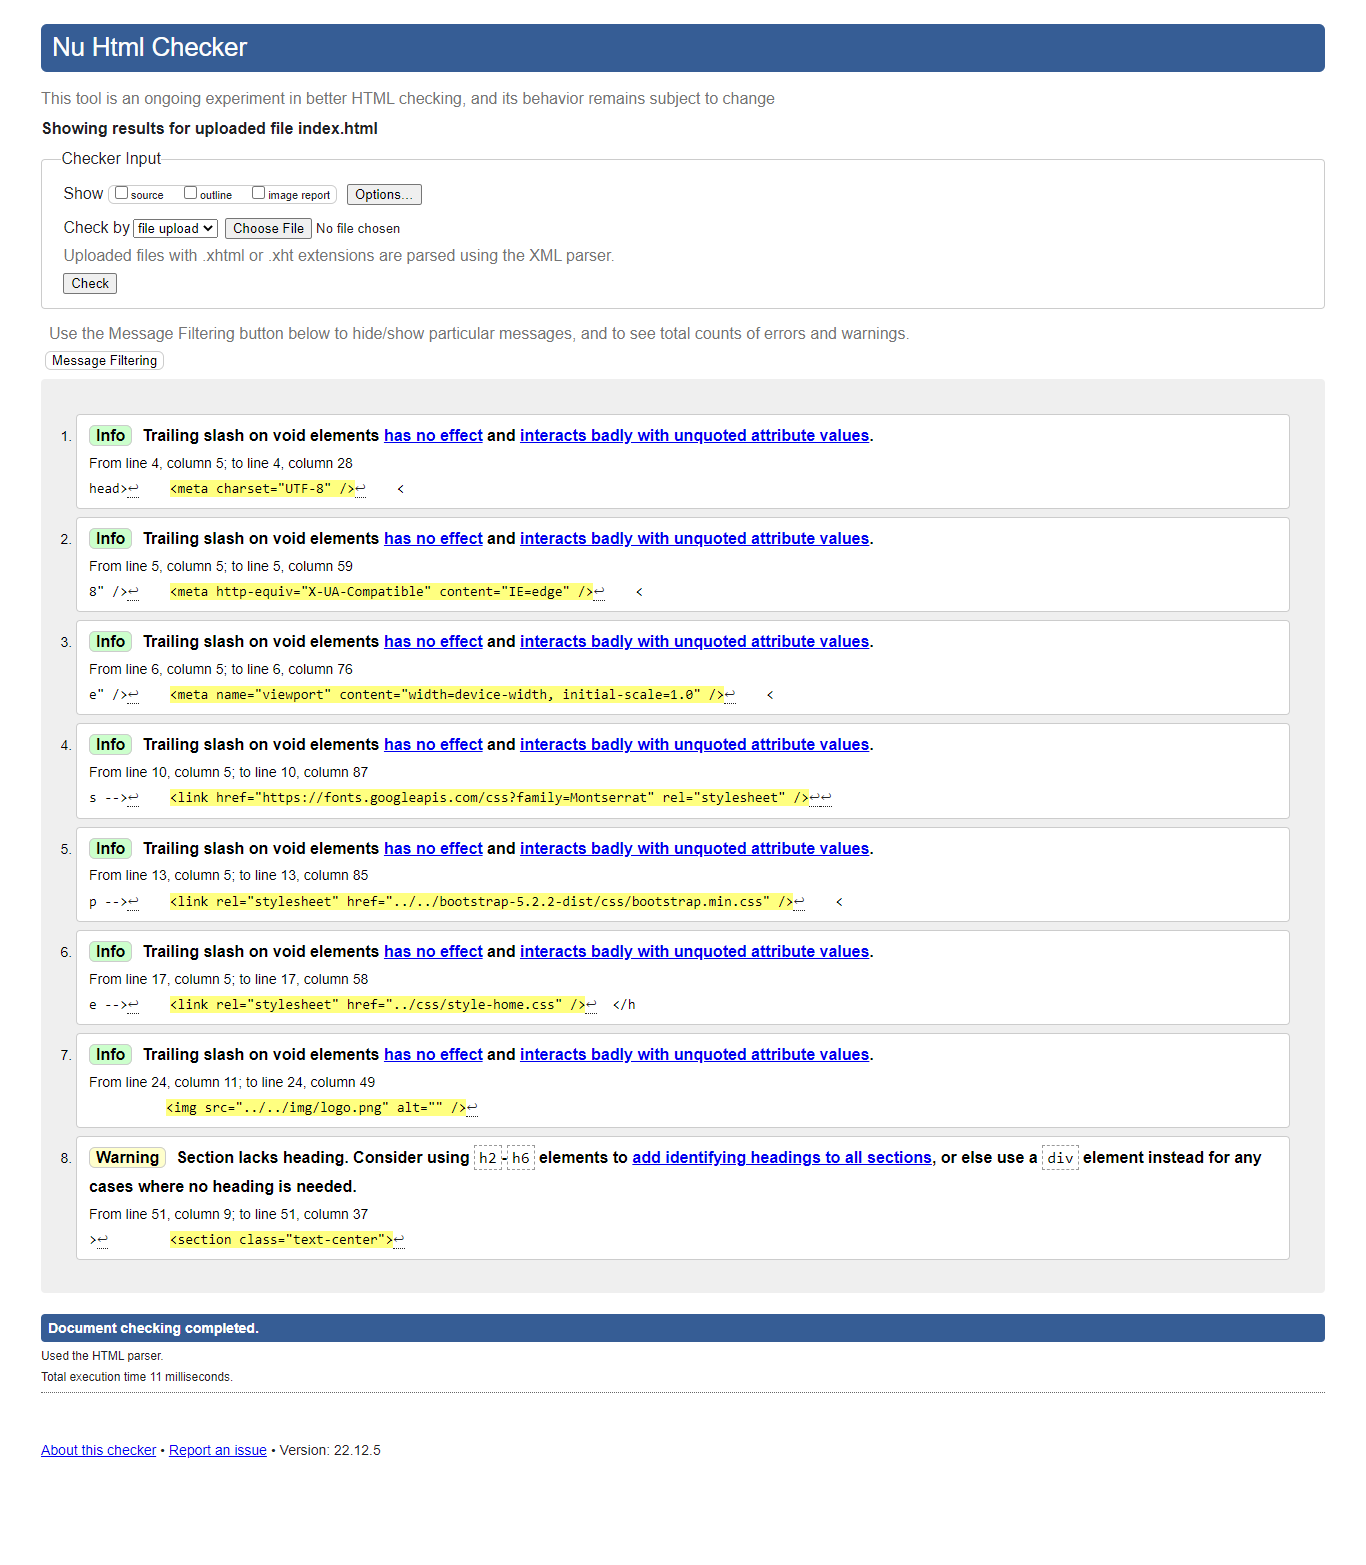 Nu Html Checker
This tool is an ongoing experiment in better HTML checking, and its behavior remains subject to change
Showing results for uploaded file index.html
Checker Input
Show source outline image report Options...
Check by file upload Choose File No file chosen
Uploaded files with .xhtml or .xht extensions are parsed using the XML parser.
Check
Use the Message Filtering button below to hide/show particular messages, and to see total counts of errors and warnings.
Message Filtering
1. Info Trailing slash on void elements has no effect and interacts badly with unquoted attribute values.
From line 4, column 5; to line 4, column 28
head>↩    <meta charset="UTF-8" />↩    <
2. Info Trailing slash on void elements has no effect and interacts badly with unquoted attribute values.
From line 5, column 5; to line 5, column 59
8" />↩    <meta http-equiv="X-UA-Compatible" content="IE=edge" />↩    <
3. Info Trailing slash on void elements has no effect and interacts badly with unquoted attribute values.
From line 6, column 5; to line 6, column 76
e" />↩    <meta name="viewport" content="width=device-width, initial-scale=1.0" />↩    <
4. Info Trailing slash on void elements has no effect and interacts badly with unquoted attribute values.
From line 10, column 5; to line 10, column 87
s -->↩    <link href="https://fonts.googleapis.com/css?family=Montserrat" rel="stylesheet" />↩↩
5. Info Trailing slash on void elements has no effect and interacts badly with unquoted attribute values.
From line 13, column 5; to line 13, column 85
p -->↩    <link rel="stylesheet" href="../../bootstrap-5.2.2-dist/css/bootstrap.min.css" />↩    <
6. Info Trailing slash on void elements has no effect and interacts badly with unquoted attribute values.
From line 17, column 5; to line 17, column 58
e -->↩    <link rel="stylesheet" href="../css/style-home.css" />↩  </h
7. Info Trailing slash on void elements has no effect and interacts badly with unquoted attribute values.
From line 24, column 11; to line 24, column 49
<img src="../../img/logo.png" alt="" />↩
8. Warning Section lacks heading. Consider using h2-h6 elements to add identifying headings to all sections, or else use a div element instead for any
cases where no heading is needed.
From line 51, column 9; to line 51, column 37
>↩        <section class="text-center">↩
Document checking completed.
Used the HTML parser.
Total execution time 11 milliseconds.
About this checker • Report an issue • Version: 22.12.5